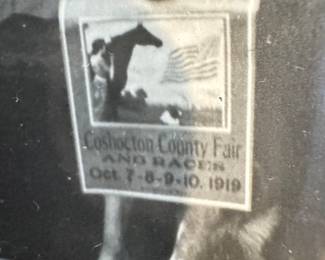 Coshocton County Fair
AND RACES
Oct. 7-8-9-10, 1919